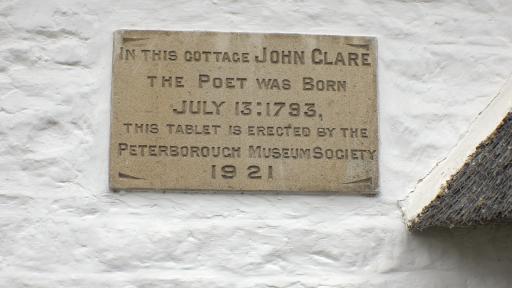 IN THIS COTTAGE JOHN CLARE
THE POET WAS BORN
JULY 13:1793,
THIS TABLET IS ERECTED BY THE
PETERBOROUGH MUSEUM SOCIETY
1921